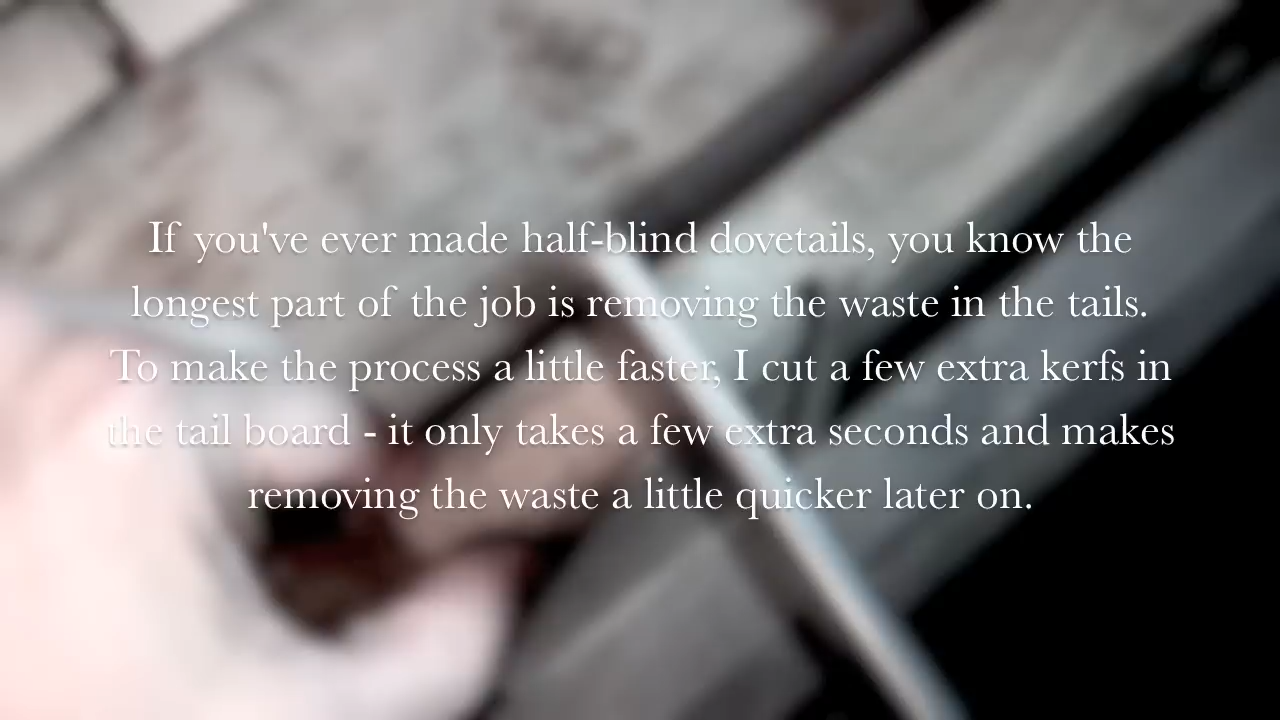 If you've ever made half-blind dovetails, you know the
longest part of the job is removing the waste in the tails.
To make the process a little faster, I cut a few extra kerfs in
the tail board - it only takes a few extra seconds and makes
removing the waste a little quicker later on.